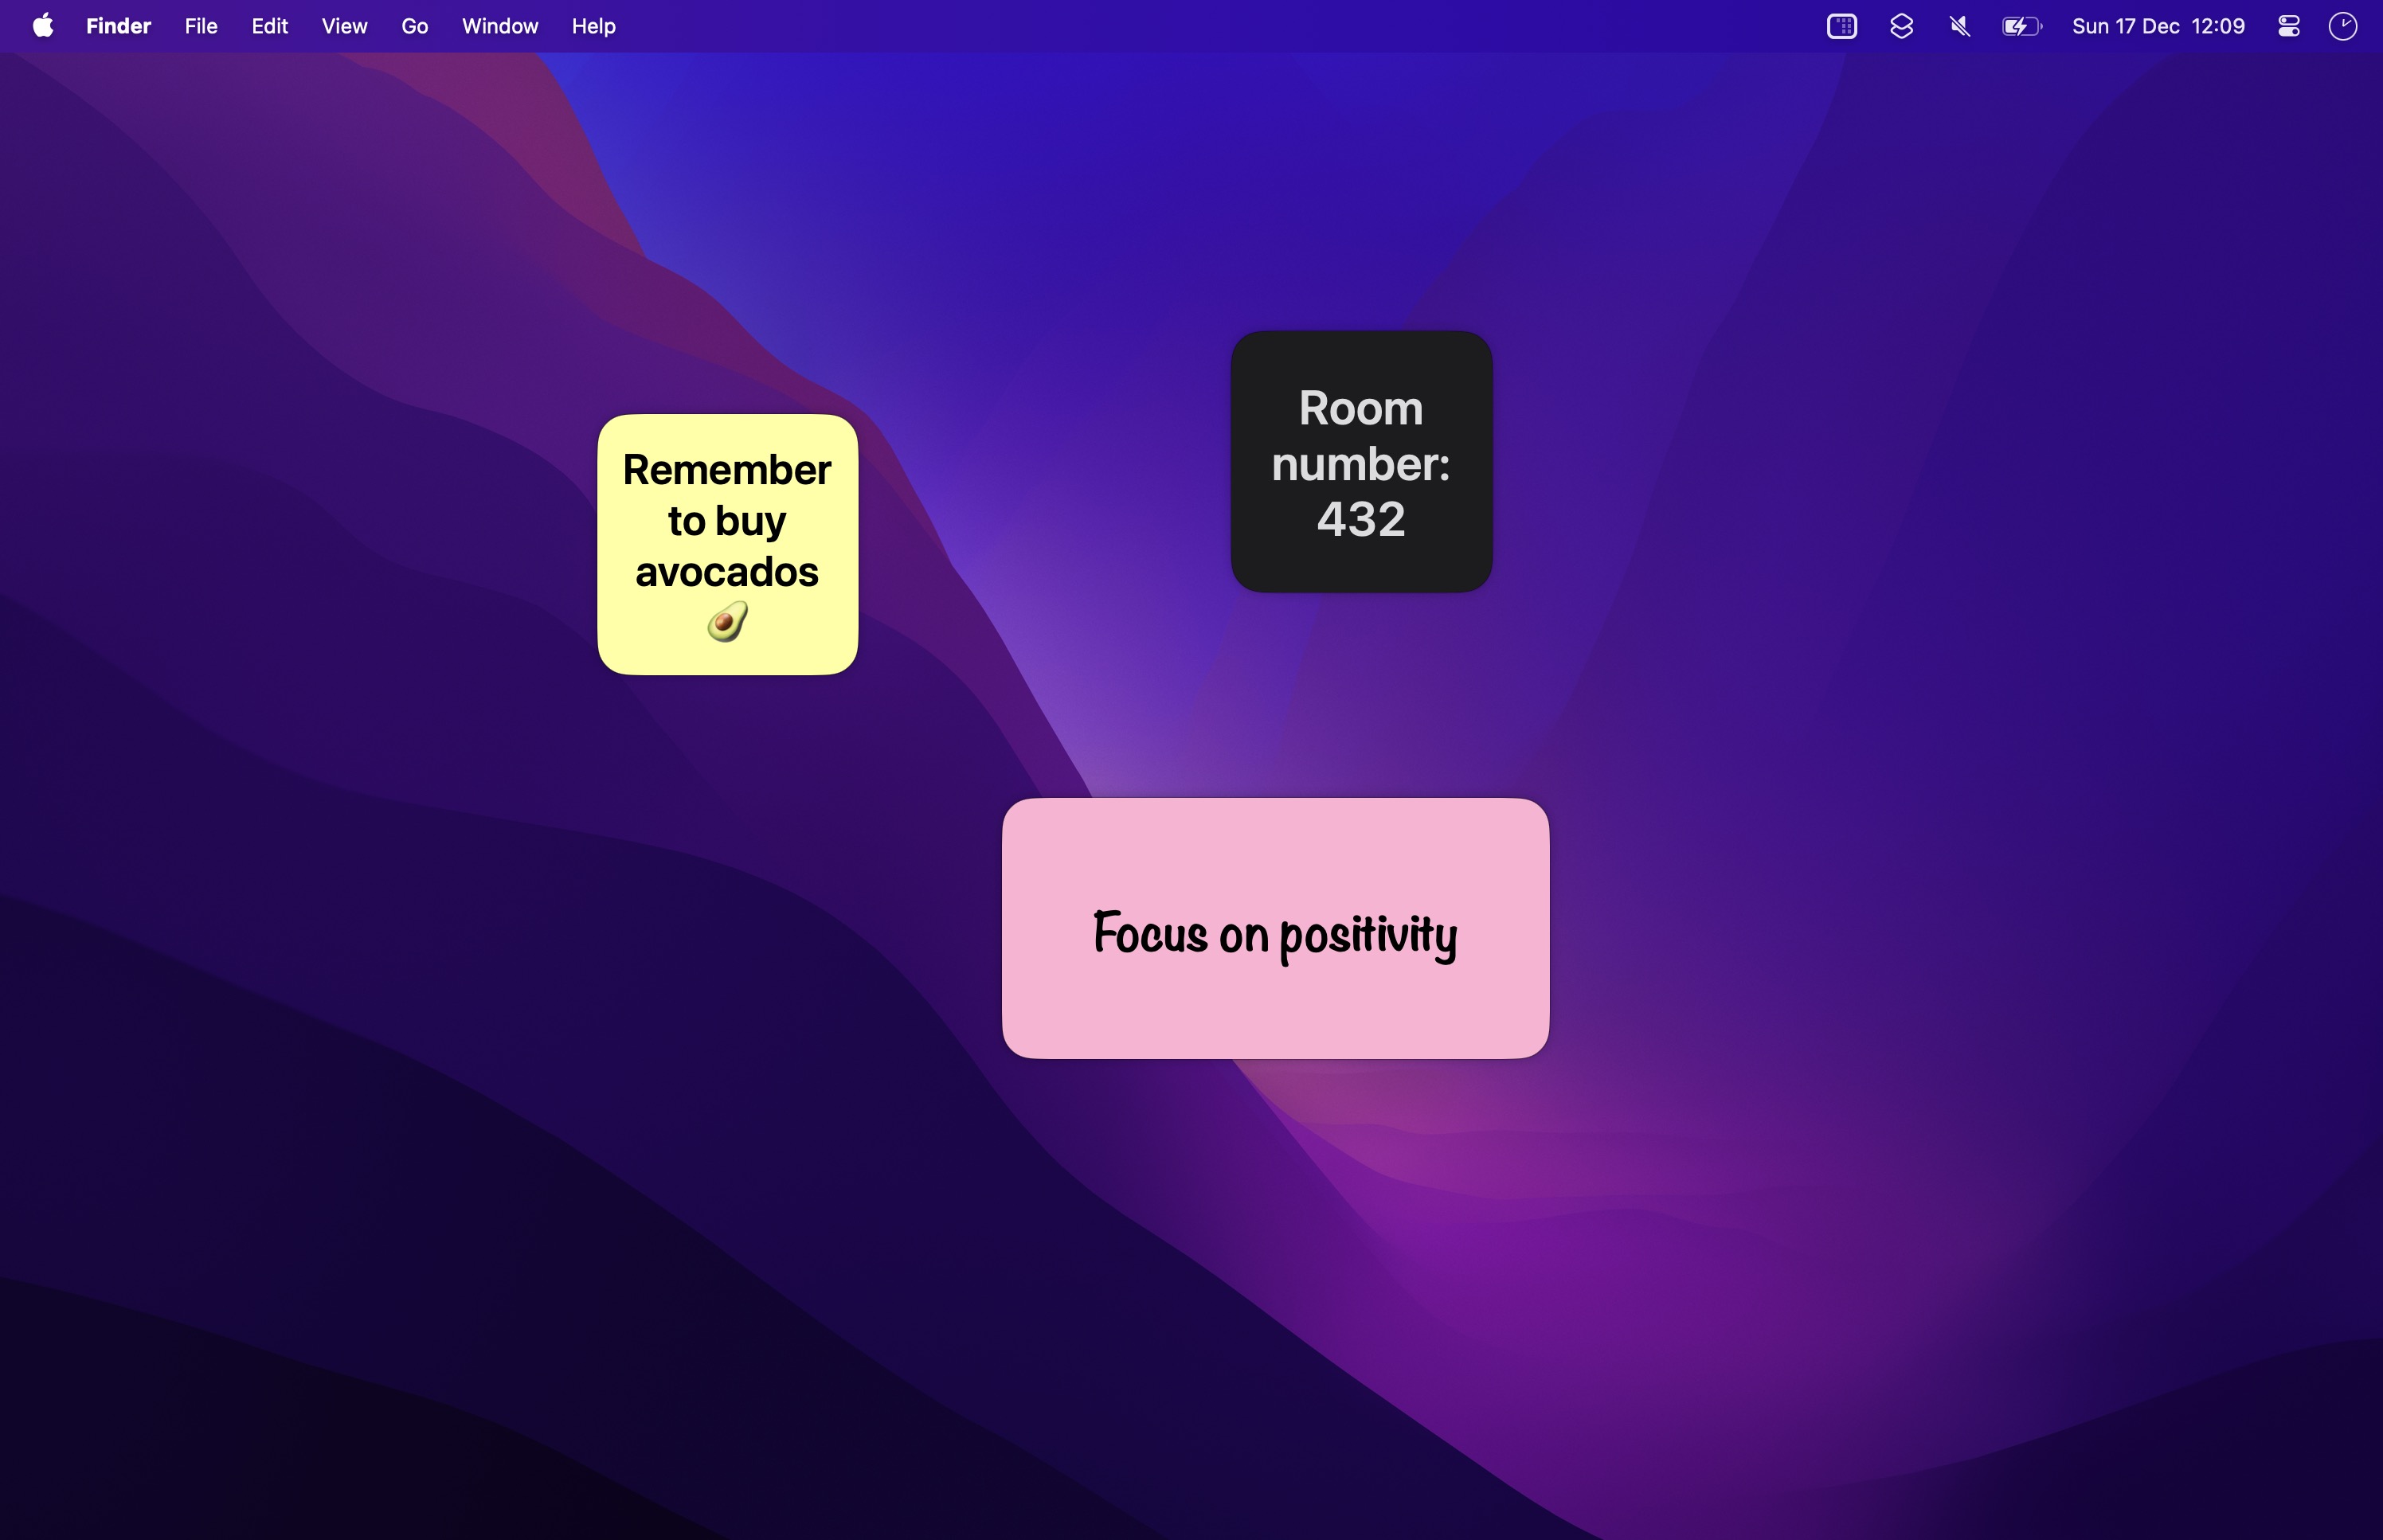 Finder File Edit View Go Window Help Sun 17 Dec 12:09
Remember
to buy
avocados
🥑
Room
number:
432
Focus on positivity